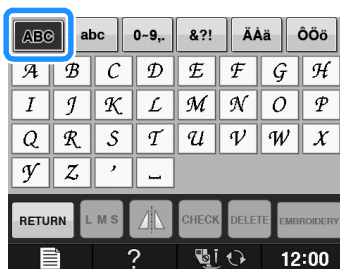 ABC abc 0~9,. &?! ÄÅä ÔÖö
A B C D E F G H
I J K L M N O P
Q R S T U V W X
Y Z ’ ⎵
RETURN L M S CHECK DELETE EMBROIDERY
? 12:00